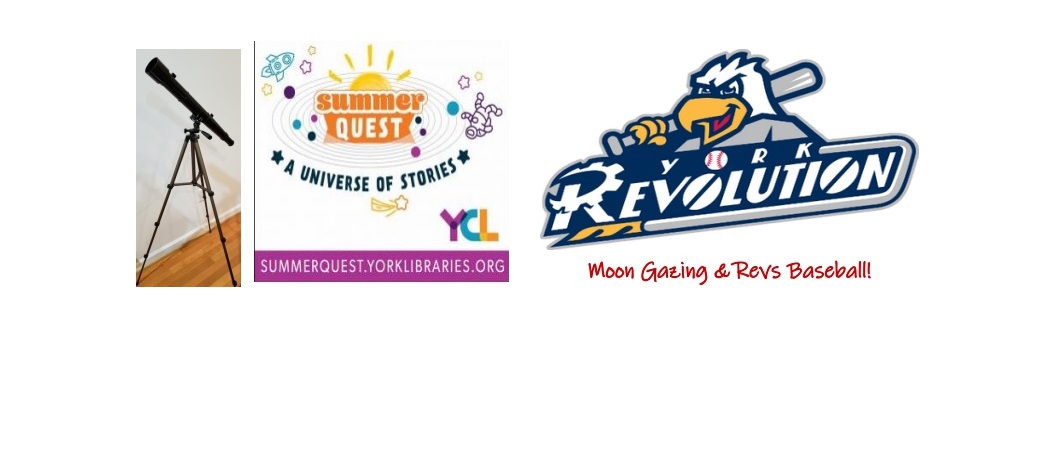 summer
QUEST
A UNIVERSE OF STORIES
YCL
SUMMERQUEST.YORKLIBRARIES.ORG
YORK
REVOLUTION
Moon Gazing & Revs Baseball!